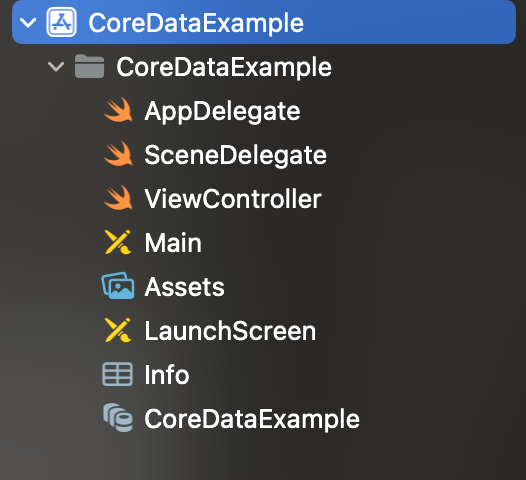 CoreDataExample
CoreDataExample
AppDelegate
SceneDelegate
ViewController
Main
Assets
LaunchScreen
Info
CoreDataExample